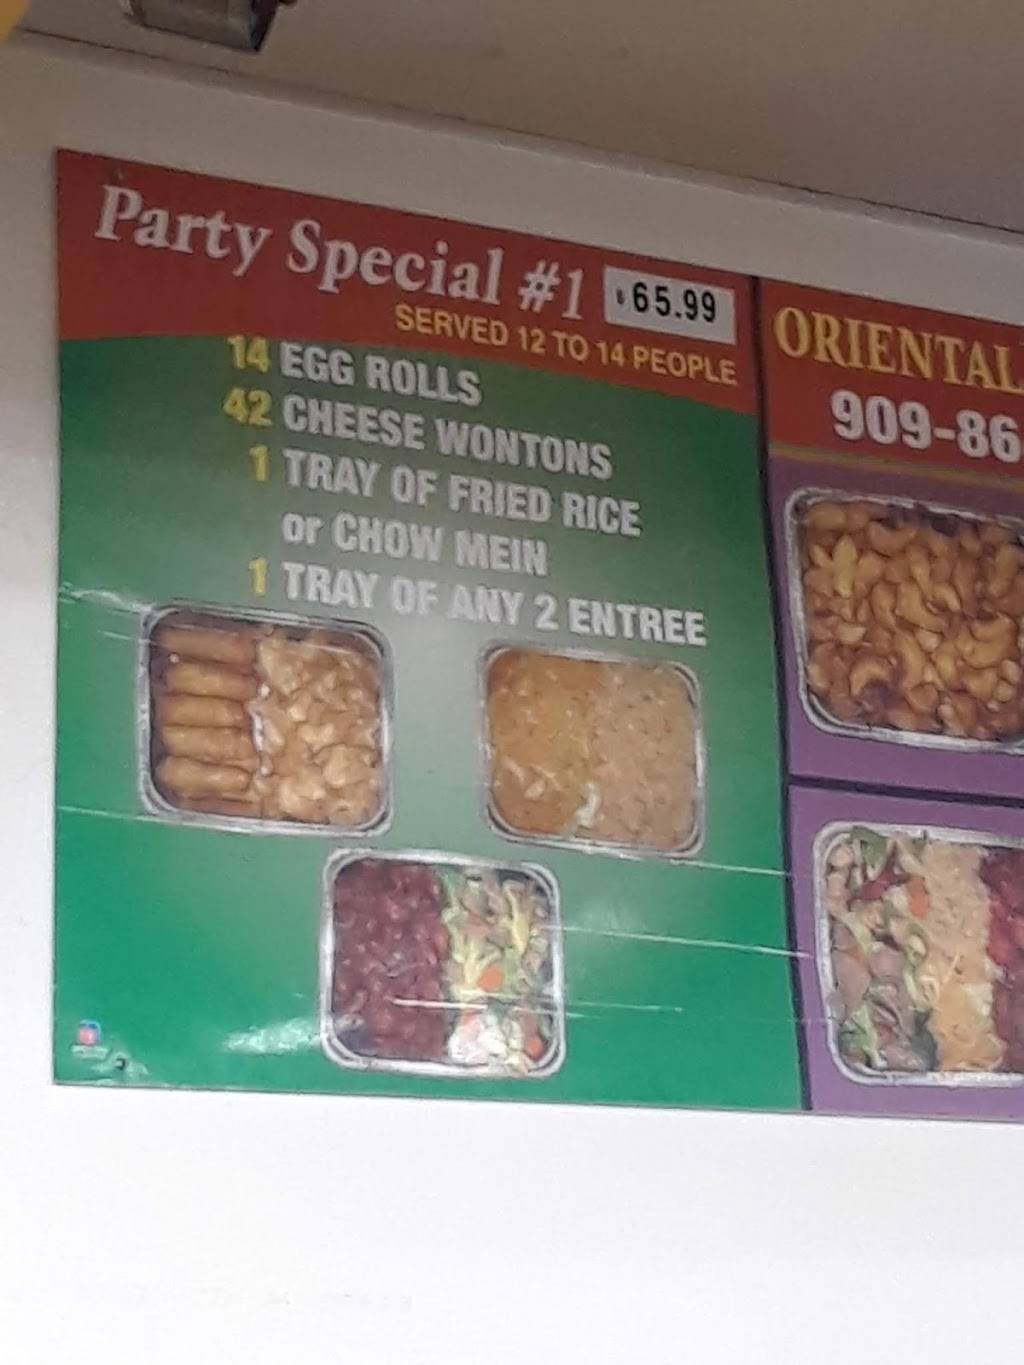 Party Special #1 $65.99
SERVED 12 TO 14 PEOPLE
14 EGG ROLLS
42 CHEESE WONTONS
1 TRAY OF FRIED RICE
or CHOW MEIN
1 TRAY OF ANY 2 ENTREE
ORIENTAL
909-86